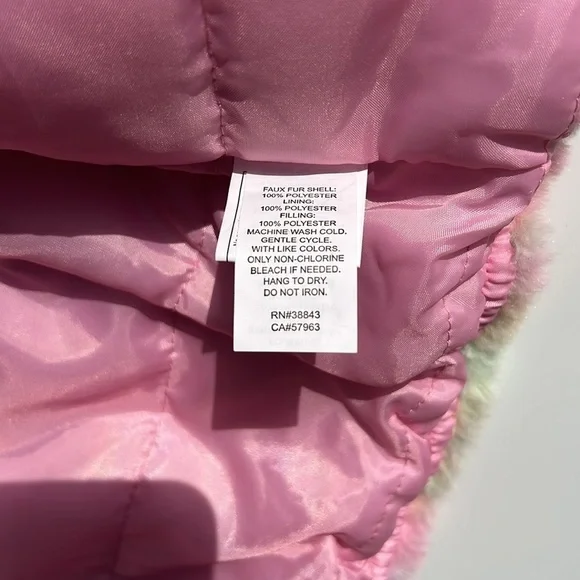 FAUX FUR SHELL:
100% POLYESTER
LINING:
100% POLYESTER
FILLING:
100% POLYESTER
MACHINE WASH COLD.
GENTLE CYCLE.
WITH LIKE COLORS.
ONLY NON-CHLORINE
BLEACH IF NEEDED.
HANG TO DRY.
DO NOT IRON.
RN#38843
CA#57963